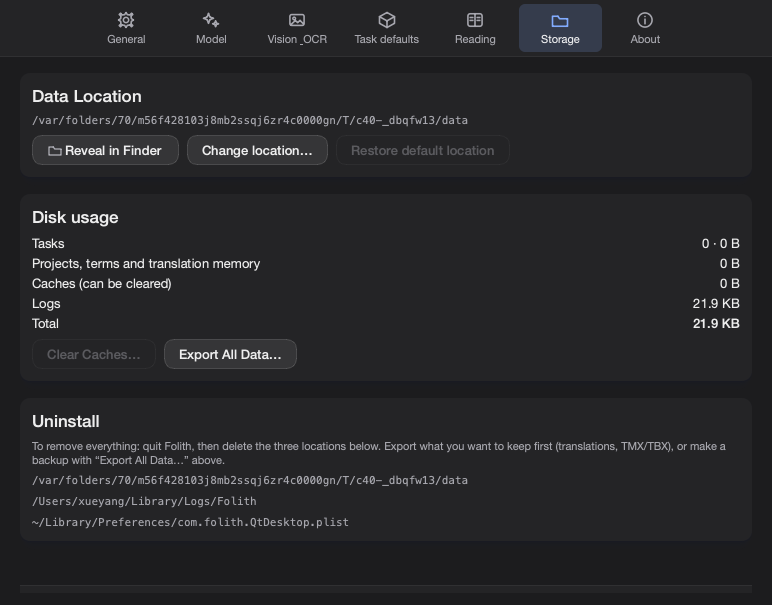 General
Model
Vision _OCR
Task defaults
Reading
Storage
About
Data Location
/var/folders/70/m56f428103j8mb2ssqj6zr4c0000gn/T/c40-_dbqfw13/data
Reveal in Finder
Change location...
Restore default location
Disk usage
Tasks 0 · 0 B
Projects, terms and translation memory 0 B
Caches (can be cleared) 0 B
Logs 21.9 KB
Total 21.9 KB
Clear Caches...
Export All Data...
Uninstall
To remove everything: quit Folith, then delete the three locations below. Export what you want to keep first (translations, TMX/TBX), or make a
backup with “Export All Data…” above.
/var/folders/70/m56f428103j8mb2ssqj6zr4c0000gn/T/c40-_dbqfw13/data
/Users/xueyang/Library/Logs/Folith
~/Library/Preferences/com.folith.QtDesktop.plist